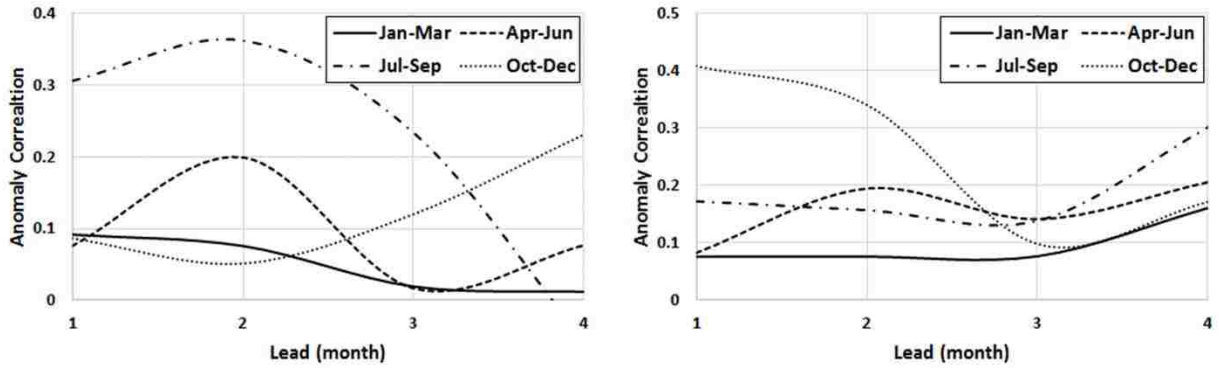 0.4
0.3
0.2
0.1
0
Anomaly Correaltion
Jan-Mar Apr-Jun
Jul-Sep Oct-Dec
1 2 3 4
Lead (month)
0.5
0.4
0.3
0.2
0.1
0
Anomaly Correaltion
Jan-Mar Apr-Jun
Jul-Sep Oct-Dec
1 2 3 4
Lead (month)